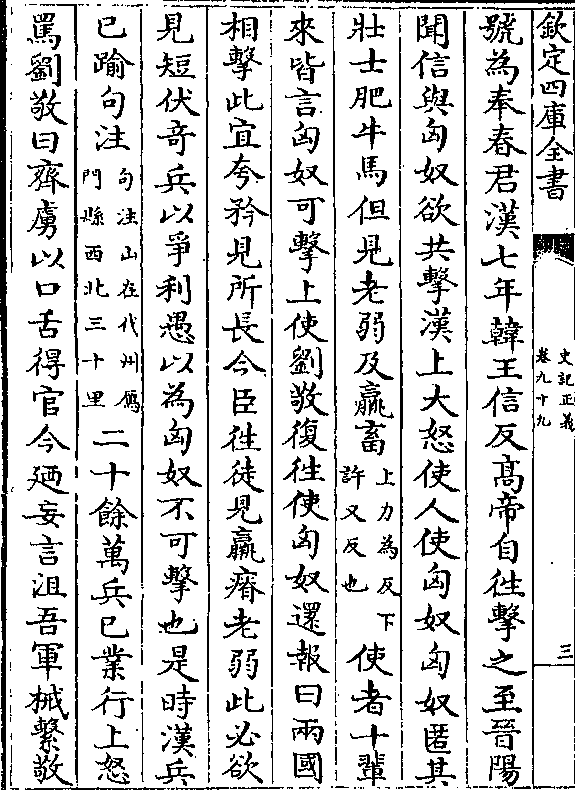 欽定四庫全書
史記正義
卷九十九
三
號為奉春君漢七年韓王信反髙帝自徃擊之至晉陽
聞信與匈奴欲共擊漢上大怒使人使匈奴匈奴匿其
壯士肥牛馬但見老弱及羸畜上力為反下許又反也使者十輩
來皆言匈奴可擊上使劉敬復徃使匈奴還報曰兩國
相擊此宜夸矜見所長今臣徃徒見羸瘠老弱此必欲
見短伏竒兵以爭利愚以為匈奴不可擊也是時漢兵
已踰句注句注山在代州鴈門縣西北三十里二十餘萬兵已業行上怒
罵劉敬曰齊虜以口舌得官今廼妄言沮吾軍械繫敬